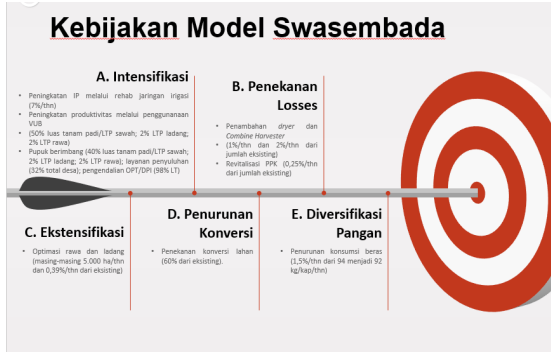 Kebijakan Model Swasembada
A. Intensifikasi
• Peningkatan IP melalui rehab jaringan irigasi
(7%/thn)
• Peningkatan produktivitas melalui penggunanaan
VUB
• (50% luas tanam padi/LTP sawah; 2% LTP ladang;
2% LTP rawa)
• Pupuk berimbang (40% luas tanam padi/LTP sawah;
2% LTP ladang; 2% LTP rawa); layanan penyuluhan
(32% total desa); pengendalian OPT/DPI (98% LT)
B. Penekanan
Losses
• Penambahan dryer dan
Combine Harvester
• (1%/thn dan 2%/thn dari
jumlah eksisting)
• Revitalisasi PPK (0,25%/thn
dari jumlah eksisting)
C. Ekstensifikasi
• Optimasi rawa dan ladang
(masing-masing 5.000 ha/thn
dan 0,39%/thn dari eksisting)
D. Penurunan
Konversi
• Penekanan konversi lahan
(60% dari eksisting).
E. Diversifikasi
Pangan
• Penurunan konsumsi beras
(1,5%/thn dari 94 menjadi 92
kg/kap/thn)